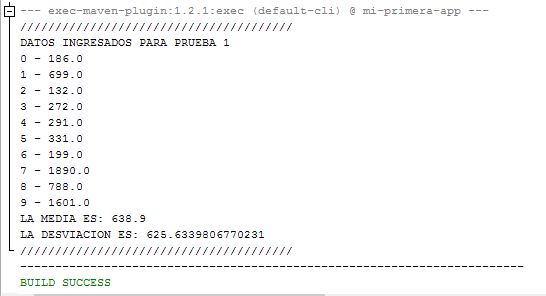 --- exec-maven-plugin:1.2.1:exec (default-cli) @ mi-primera-app ---
///////////////////////////////////////
DATOS INGRESADOS PARA PRUEBA 1
0 - 186.0
1 - 699.0
2 - 132.0
3 - 272.0
4 - 291.0
5 - 331.0
6 - 199.0
7 - 1890.0
8 - 788.0
9 - 1601.0
LA MEDIA ES: 638.9
LA DESVIACION ES: 625.6339806770231
///////////////////////////////////////
------------------------------------------------------------------------
BUILD SUCCESS